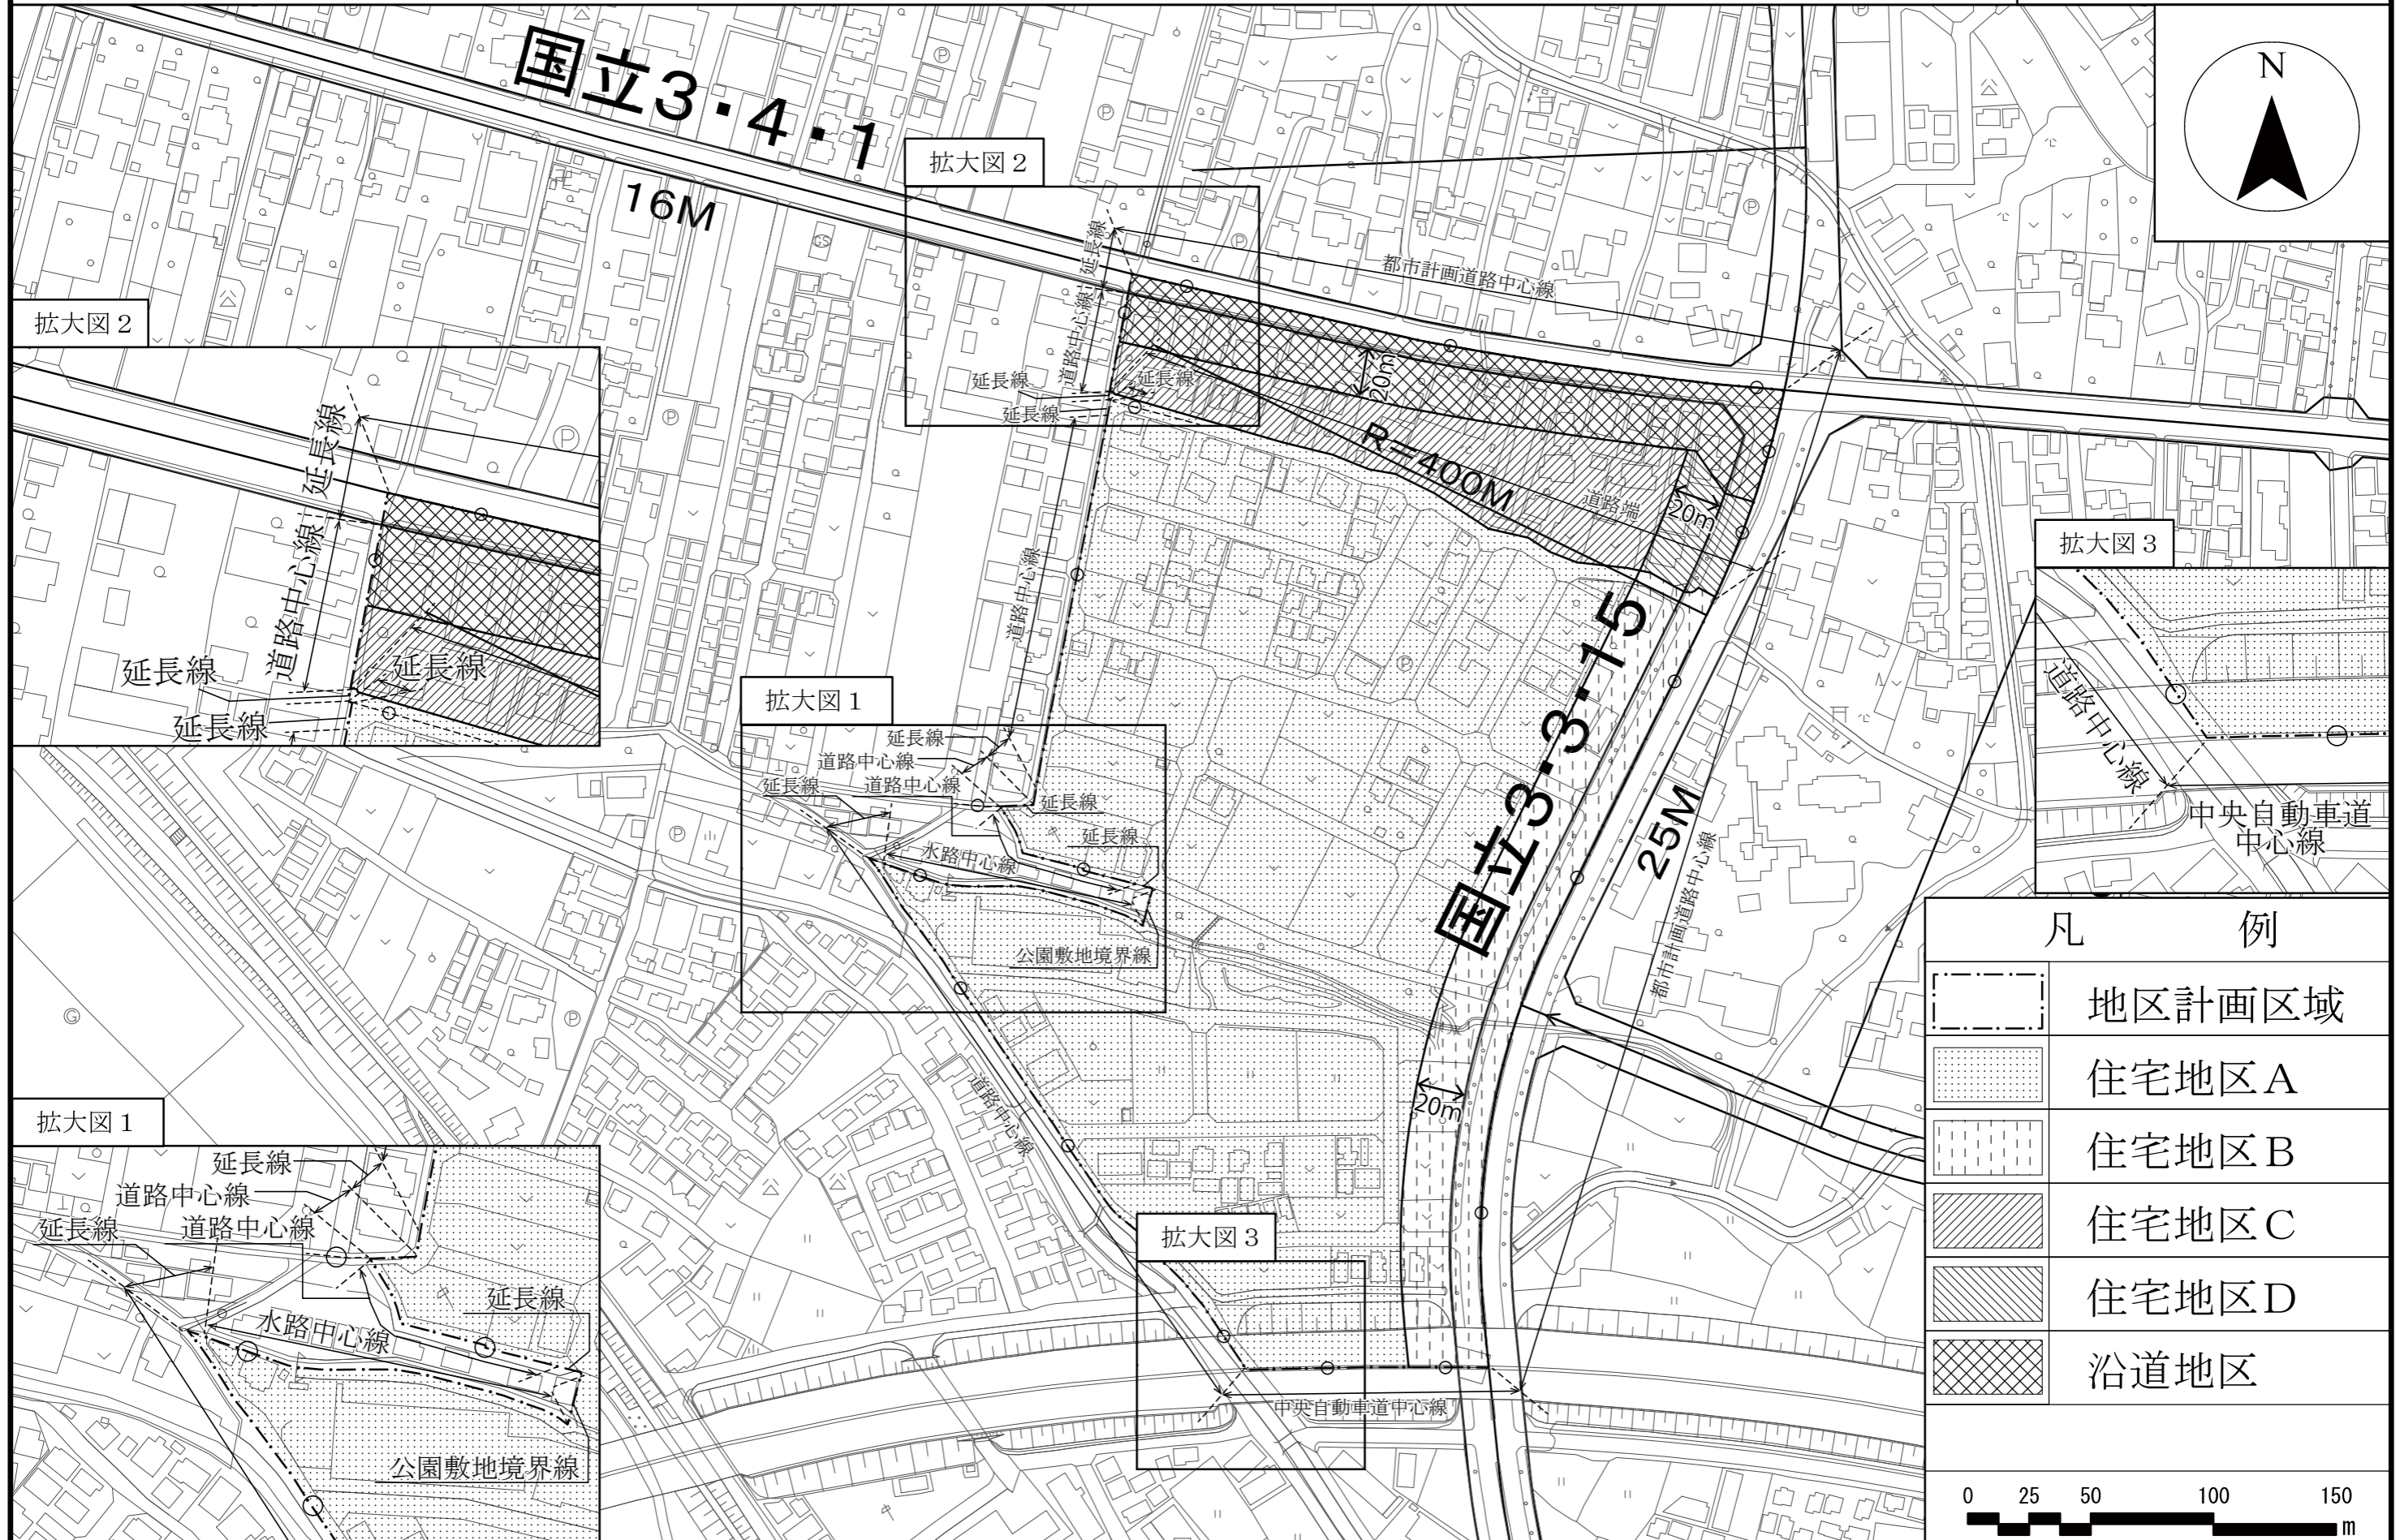 国立3・4・1
16M
拡大図2
N
延長線
都市計画道路中心線
道路中心線
延長線
延長線
延長線
20m
R=400M
道路端
20m
拡大図2
延長線
道路中心線
延長線
延長線
延長線
P
道路中心線
拡大図3
道路中心線
中央自動車道
中心線
国立3・3・15
25M
都市計画道路中心線
20m
拡大図1
延長線
道路中心線
延長線
道路中心線
延長線
延長線
水路中心線
公園敷地境界線
道路中心線
拡大図3
中央自動車道中心線
拡大図1
延長線
道路中心線
延長線
道路中心線
延長線
水路中心線
公園敷地境界線
GS
G
凡 例
地区計画区域
住宅地区A
住宅地区B
住宅地区C
住宅地区D
沿道地区
0 25 50 100 150
m